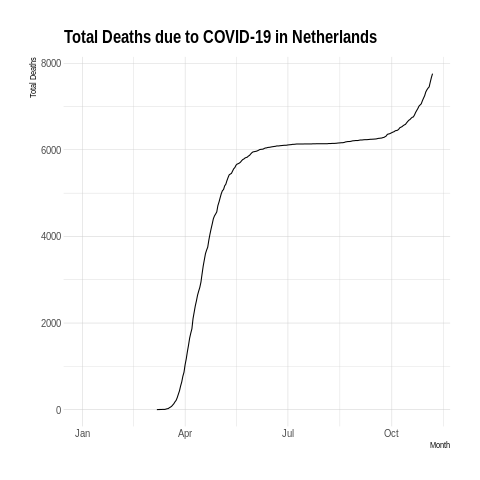 Total Deaths due to COVID-19 in Netherlands
Total Deaths
8000
6000
4000
2000
0
Jan Apr Jul Oct
Month